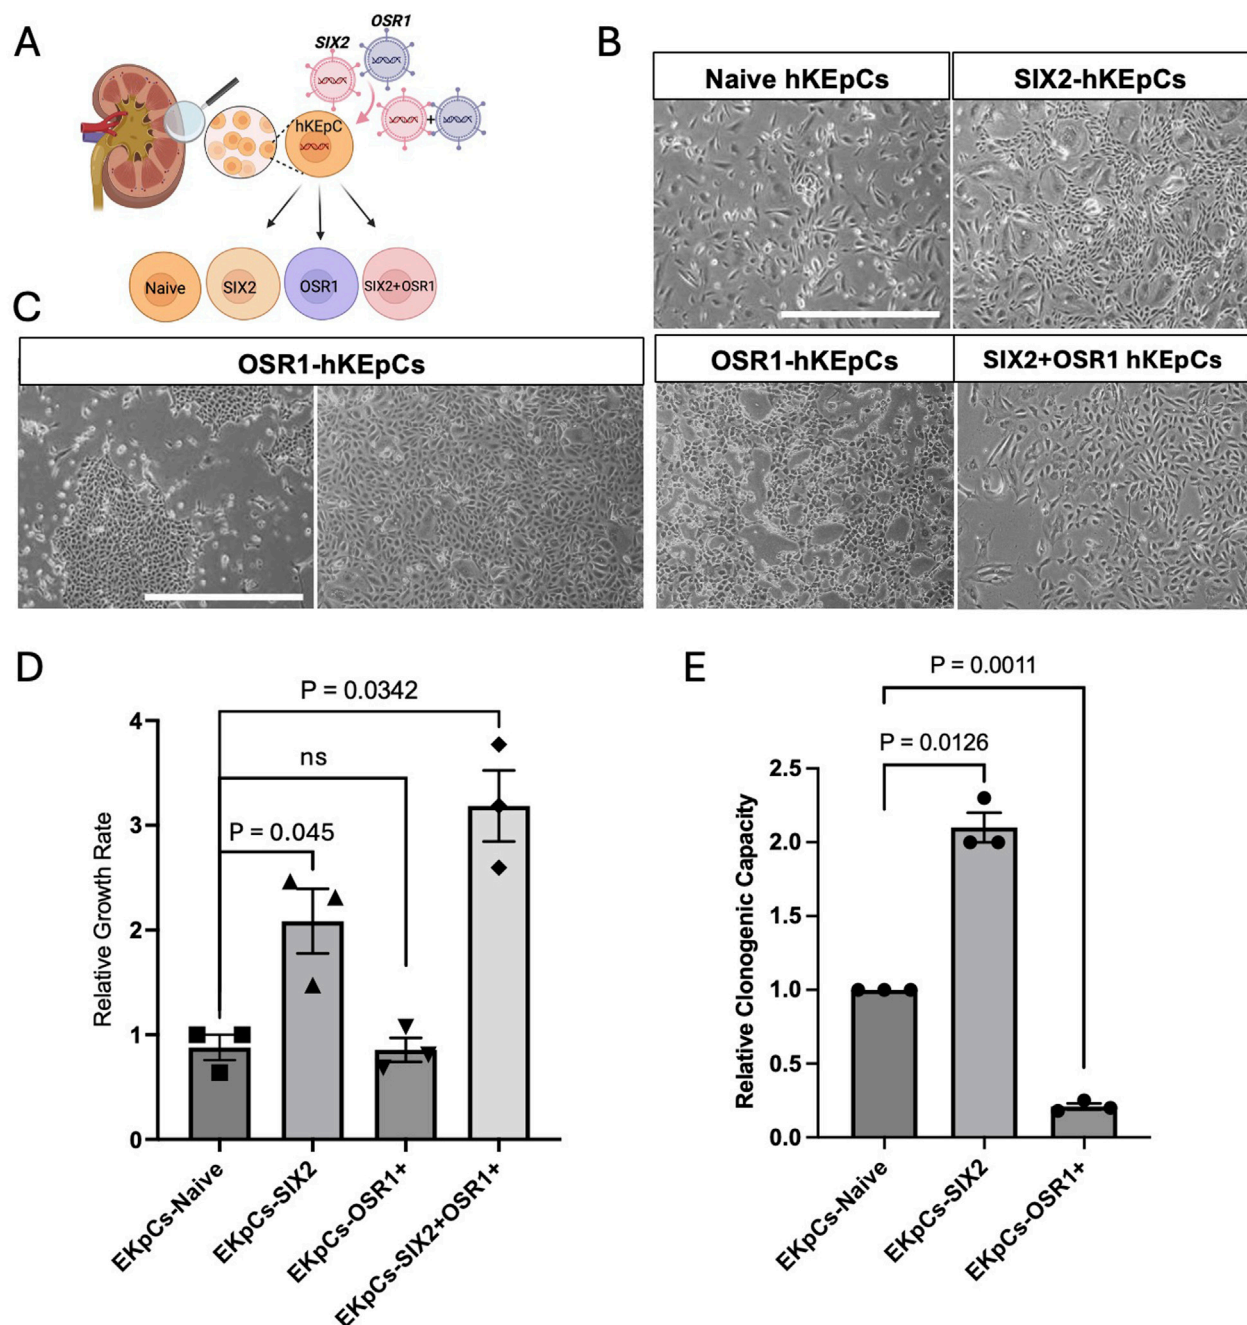 A
SIX2
OSR1
hKEpC
+
Naive
SIX2
OSR1
SIX2+OSR1
B
Naive hKEpCs
SIX2-hKEpCs
OSR1-hKEpCs
SIX2+OSR1 hKEpCs
C
OSR1-hKEpCs
D
P = 0.0342
ns
P = 0.045
Relative Growth Rate
4
3
2
1
0
EKpCs-Naive
EKpCs-SIX2
EKpCs-OSR1+
EKpCs-SIX2+OSR1+
E
P = 0.0011
P = 0.0126
Relative Clonogenic Capacity
2.5
2.0
1.5
1.0
0.5
0.0
EKpCs-Naive
EKpCs-SIX2
EKpCs-OSR1+